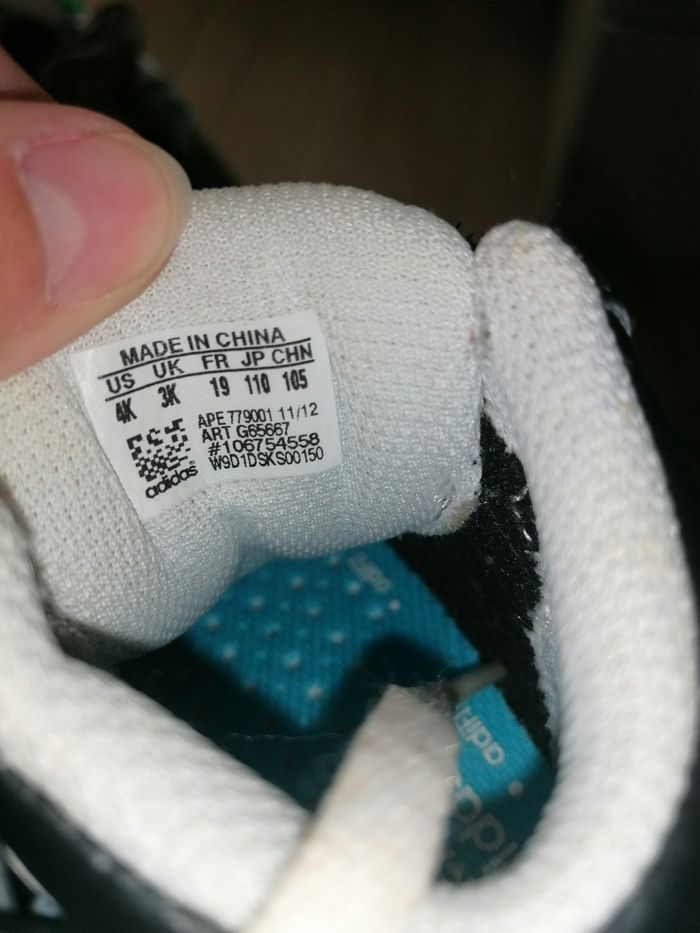 MADE IN CHINA
US UK FR JP CHN
4K 3K 19 110 105
APE 779001 11/12
ART G65667
#106754558
W9D1DSKS00150
adidas
adidas